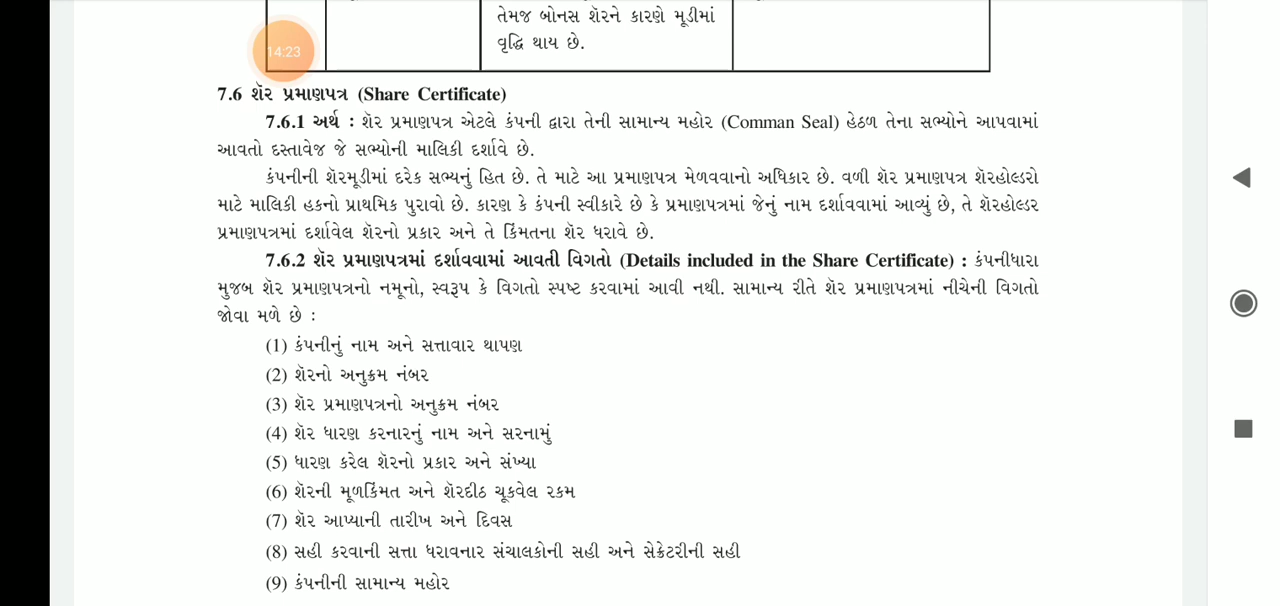 તેમજ બોનસ શૅરને કારણે મૂડીમાં
વૃદ્ધિ થાય છે.
14:23
7.6 શૅર પ્રમાણપત્ર (Share Certificate)
7.6.1 અર્થ : શૅર પ્રમાણપત્ર એટલે કંપની દ્વારા તેની સામાન્ય મહોર (Comman Seal) હેઠળ તેના સભ્યોને આપવામાં
આવતો દસ્તાવેજ જે સભ્યોની માલિકી દર્શાવે છે.
કંપનીની શૅરમૂડીમાં દરેક સભ્યનું હિત છે. તે માટે આ પ્રમાણપત્ર મેળવવાનો અધિકાર છે. વળી શૅર પ્રમાણપત્ર શૅરહોલ્ડરો
માટે માલિકી હકનો પ્રાથમિક પુરાવો છે. કારણ કે કંપની સ્વીકારે છે કે પ્રમાણપત્રમાં જેનું નામ દર્શાવવામાં આવ્યું છે, તે શૅરહોલ્ડર
પ્રમાણપત્રમાં દર્શાવેલ શૅરનો પ્રકાર અને તે કિંમતના શૅર ધરાવે છે.
7.6.2 શૅર પ્રમાણપત્રમાં દર્શાવવામાં આવતી વિગતો (Details included in the Share Certificate) : કંપનીધારા
મુજબ શૅર પ્રમાણપત્રનો નમૂનો, સ્વરૂપ કે વિગતો સ્પષ્ટ કરવામાં આવી નથી. સામાન્ય રીતે શૅર પ્રમાણપત્રમાં નીચેની વિગતો
જોવા મળે છે :
(1) કંપનીનું નામ અને સત્તાવાર થાપણ
(2) શૅરનો અનુક્રમ નંબર
(3) શૅર પ્રમાણપત્રનો અનુક્રમ નંબર
(4) શૅર ધારણ કરનારનું નામ અને સરનામું
(5) ધારણ કરેલ શૅરનો પ્રકાર અને સંખ્યા
(6) શૅરની મૂળકિંમત અને શૅરદીઠ ચૂકવેલ રકમ
(7) શૅર આપ્યાની તારીખ અને દિવસ
(8) સહી કરવાની સત્તા ધરાવનાર સંચાલકોની સહી અને સેક્રેટરીની સહી
(9) કંપનીની સામાન્ય મહોર